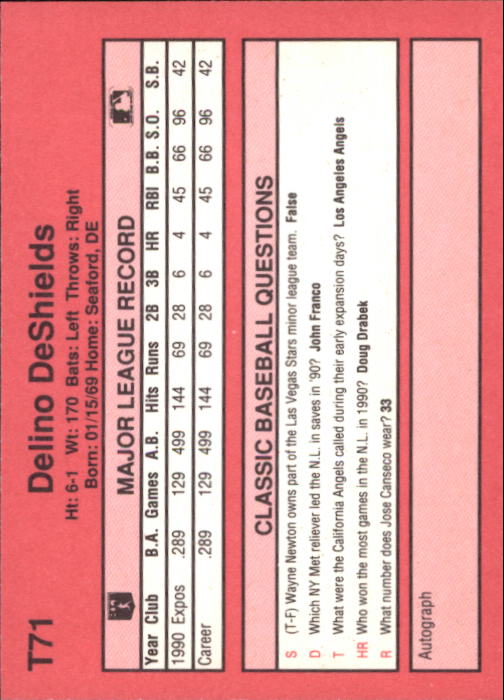 T71
Delino DeShields
Ht: 6-1 Wt: 170 Bats: Left Throws: Right
Born: 01/15/69 Home: Seaford, DE
MAJOR LEAGUE RECORD
Year Club B.A. Games A.B. Hits Runs 2B 3B HR RBI B.B. S.O. S.B.
1990 Expos .289 129 499 144 69 28 6 4 45 66 96 42
Career .289 129 499 144 69 28 6 4 45 66 96 42
CLASSIC BASEBALL QUESTIONS
S (T-F) Wayne Newton owns part of the Las Vegas Stars minor league team. False
D Which NY Met reliever led the N.L. in saves in '90? John Franco
T What were the California Angels called during their early expansion days? Los Angeles Angels
HR Who won the most games in the N.L. in 1990? Doug Drabek
R What number does Jose Canseco wear? 33
Autograph